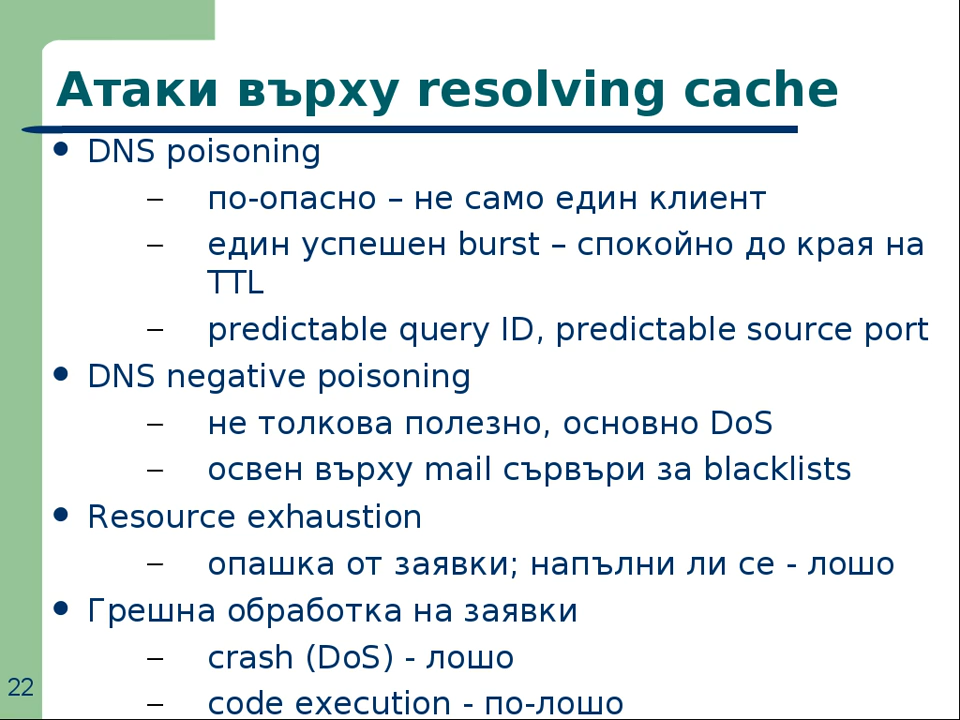 Атаки върху resolving cache
● DNS poisoning
– по-опасно – не само един клиент
– един успешен burst – спокойно до края на
TTL
– predictable query ID, predictable source port
● DNS negative poisoning
– не толкова полезно, основно DoS
– освен върху mail сървъри за blacklists
● Resource exhaustion
– опашка от заявки; напълни ли се - лошо
● Грешна обработка на заявки
– crash (DoS) - лошо
– code execution - по-лошо
22